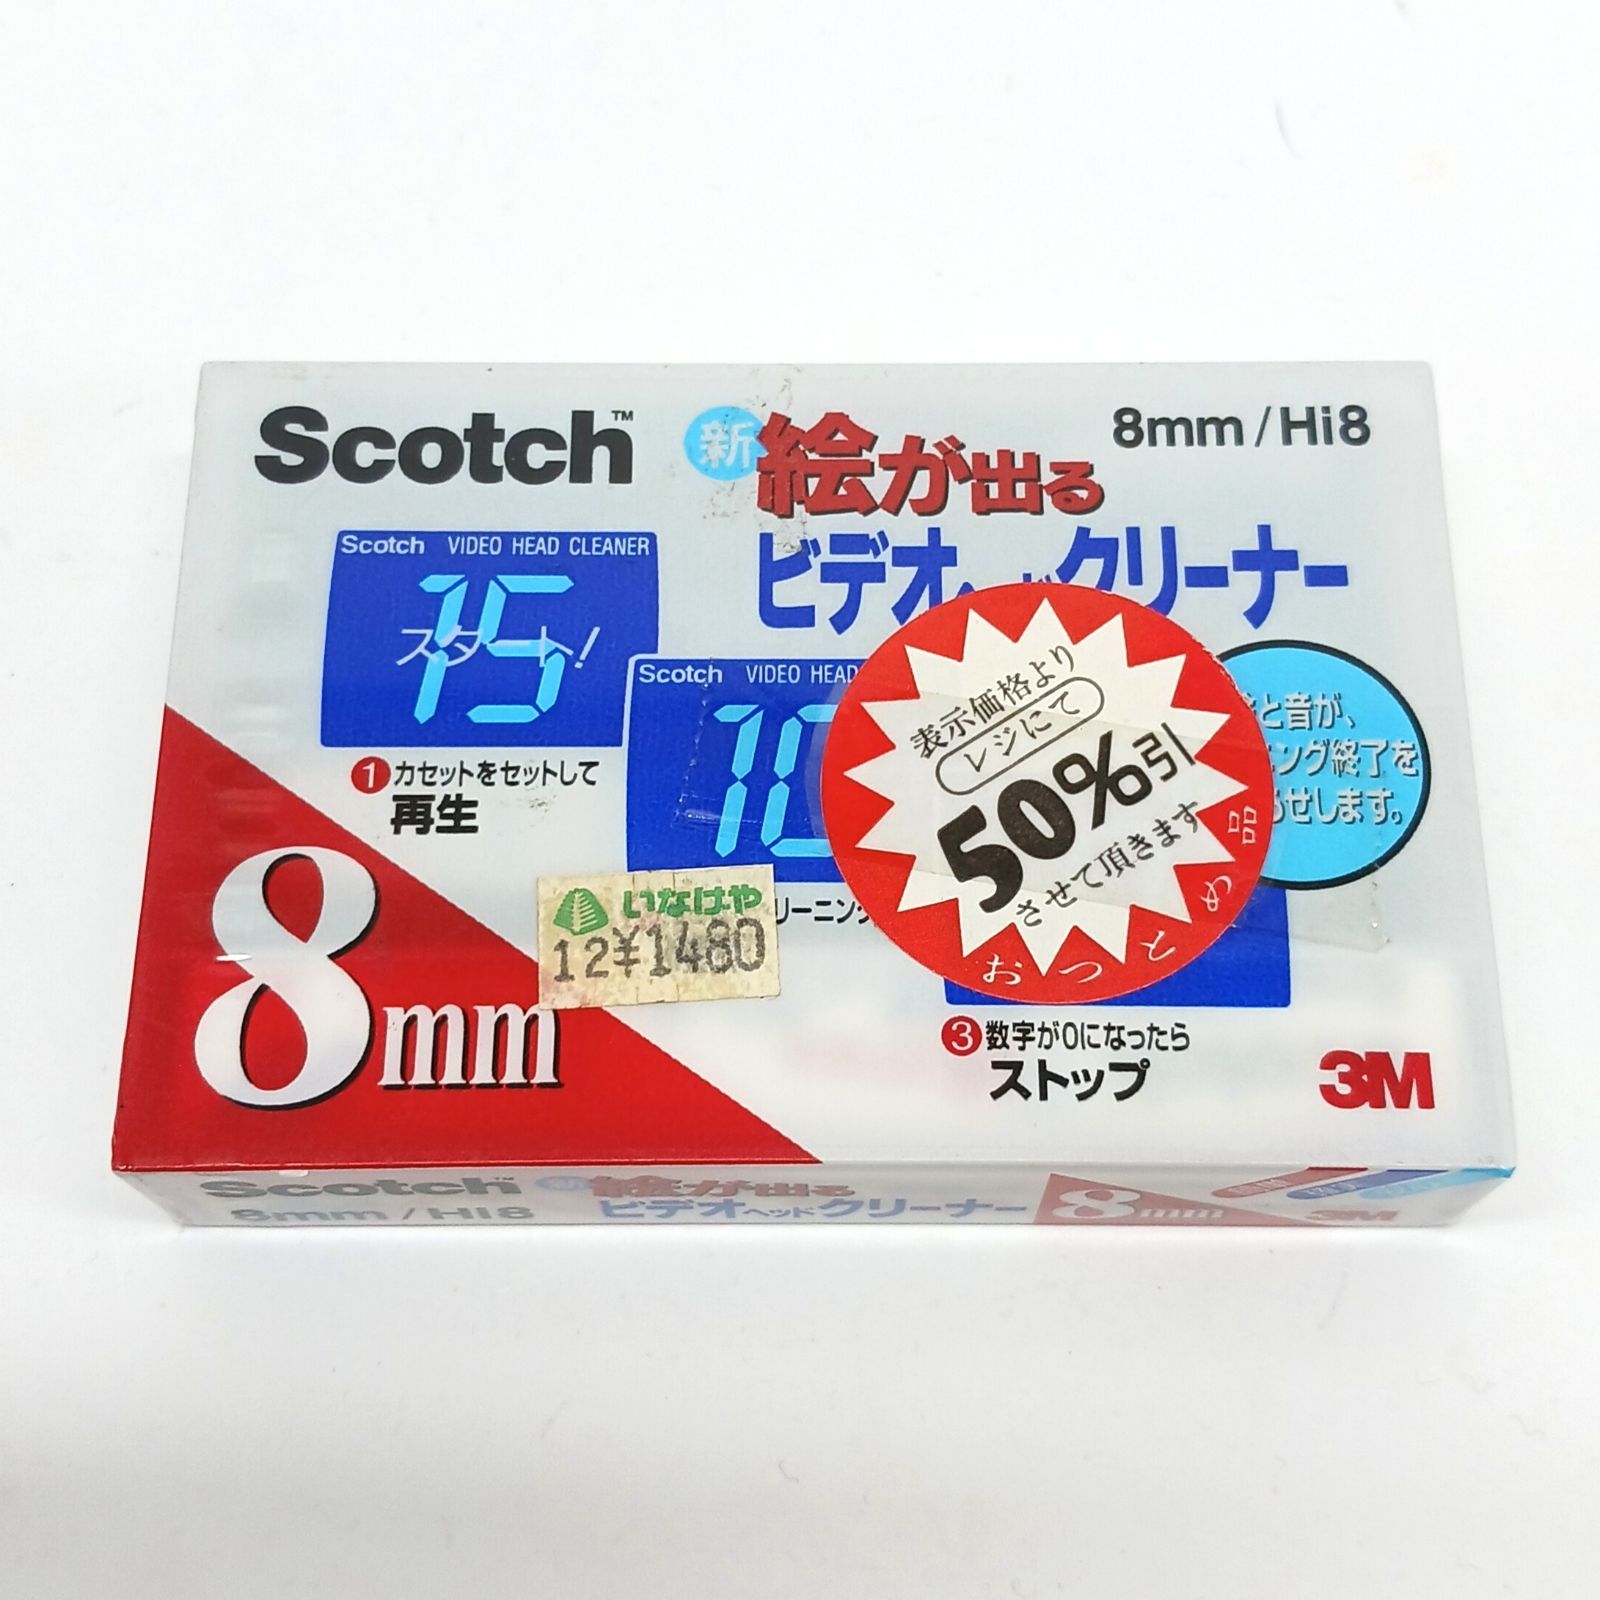 Scotch™
新 絵が出る
8mm/Hi8
ビデオヘッドクリーナー
Scotch VIDEO HEAD CLEANER
15
スタート!
Scotch VIDEO HEAD
10
1 カセットをセットして
再生
と音が、
ング終了を
せします。
表示価格より
レジにて
50%引
させて頂きます
おつとめ品
いなげや
12¥1480
リーニン
8mm
3 数字が0になったら
ストップ
3M
Scotch 新 絵が出る
8mm/Hi8 ビデオヘッドクリーナー
8mm
3M